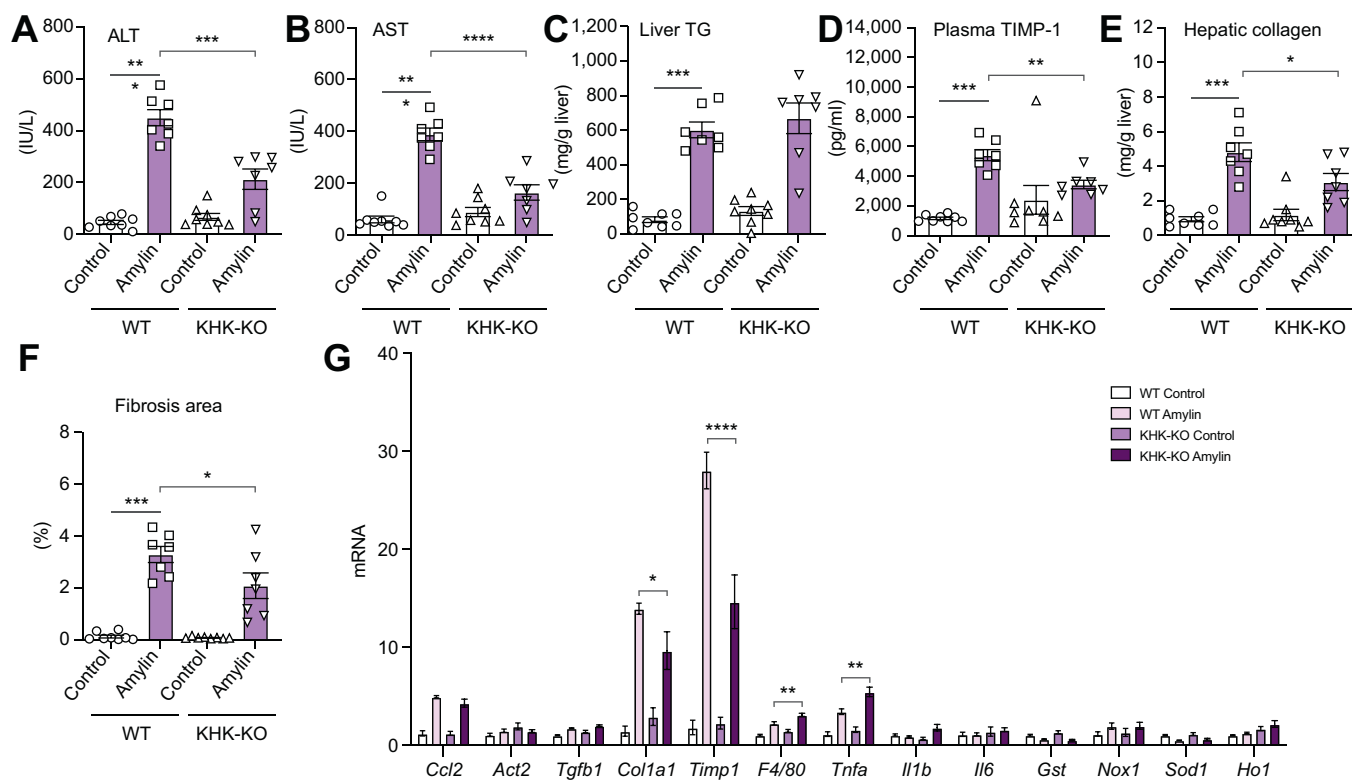 A
ALT
800
600
400
200
0
(IU/L)
**
*
***
Control
Amylin
Control
Amylin
WT
KHK-KO
B
AST
800
600
400
200
0
(IU/L)
**
*
****
Control
Amylin
Control
Amylin
WT
KHK-KO
C
Liver TG
1,200
1,000
800
600
400
200
0
(mg/g liver)
***
Control
Amylin
Control
Amylin
WT
KHK-KO
D
Plasma TIMP-1
14,000
12,000
10,000
8,000
6,000
4,000
2,000
0
(pg/ml)
***
**
Control
Amylin
Control
Amylin
WT
KHK-KO
E
Hepatic collagen
12
10
8
6
4
2
0
(mg/g liver)
***
*
Control
Amylin
Control
Amylin
WT
KHK-KO
F
Fibrosis area
8
6
4
2
0
(%)
***
*
Control
Amylin
Control
Amylin
WT
KHK-KO
G
40
30
20
10
0
mRNA
WT Control
WT Amylin
KHK-KO Control
KHK-KO Amylin
*
****
**
**
Ccl2 Act2 Tgfb1 Col1a1 Timp1 F4/80 Tnfa Il1b Il6 Gst Nox1 Sod1 Ho1